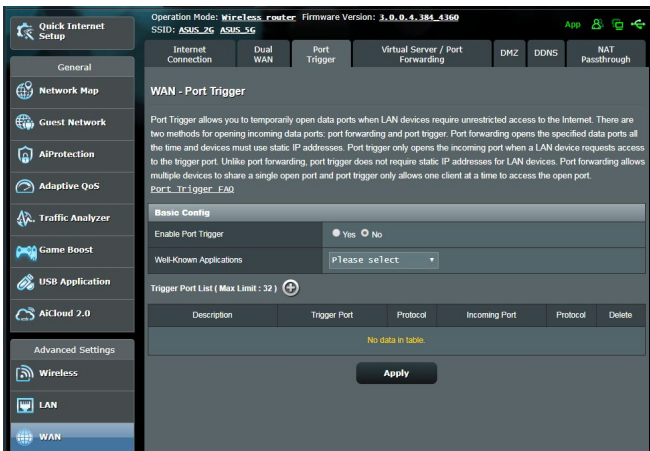 Quick Internet
Setup
General
Network Map
Guest Network
AiProtection
Adaptive QoS
Traffic Analyzer
Game Boost
USB Application
AiCloud 2.0
Advanced Settings
Wireless
LAN
WAN
Operation Mode: Wireless router Firmware Version: 3.0.0.4.384_4360
SSID: ASUS_2G ASUS_5G
App
Internet
Connection
Dual
WAN
Port
Trigger
Virtual Server / Port
Forwarding
DMZ
DDNS
NAT
Passthrough
WAN - Port Trigger
Port Trigger allows you to temporarily open data ports when LAN devices require unrestricted access to the Internet. There are
two methods for opening incoming data ports: port forwarding and port trigger. Port forwarding opens the specified data ports all
the time and devices must use static IP addresses. Port trigger only opens the incoming port when a LAN device requests access
to the trigger port. Unlike port forwarding, port trigger does not require static IP addresses for LAN devices. Port forwarding allows
multiple devices to share a single open port and port trigger only allows one client at a time to access the open port.
Port Trigger FAQ
Basic Config
Enable Port Trigger Yes No
Well-Known Applications Please select
Trigger Port List ( Max Limit : 32 )
Description Trigger Port Protocol Incoming Port Protocol Delete
No data in table.
Apply